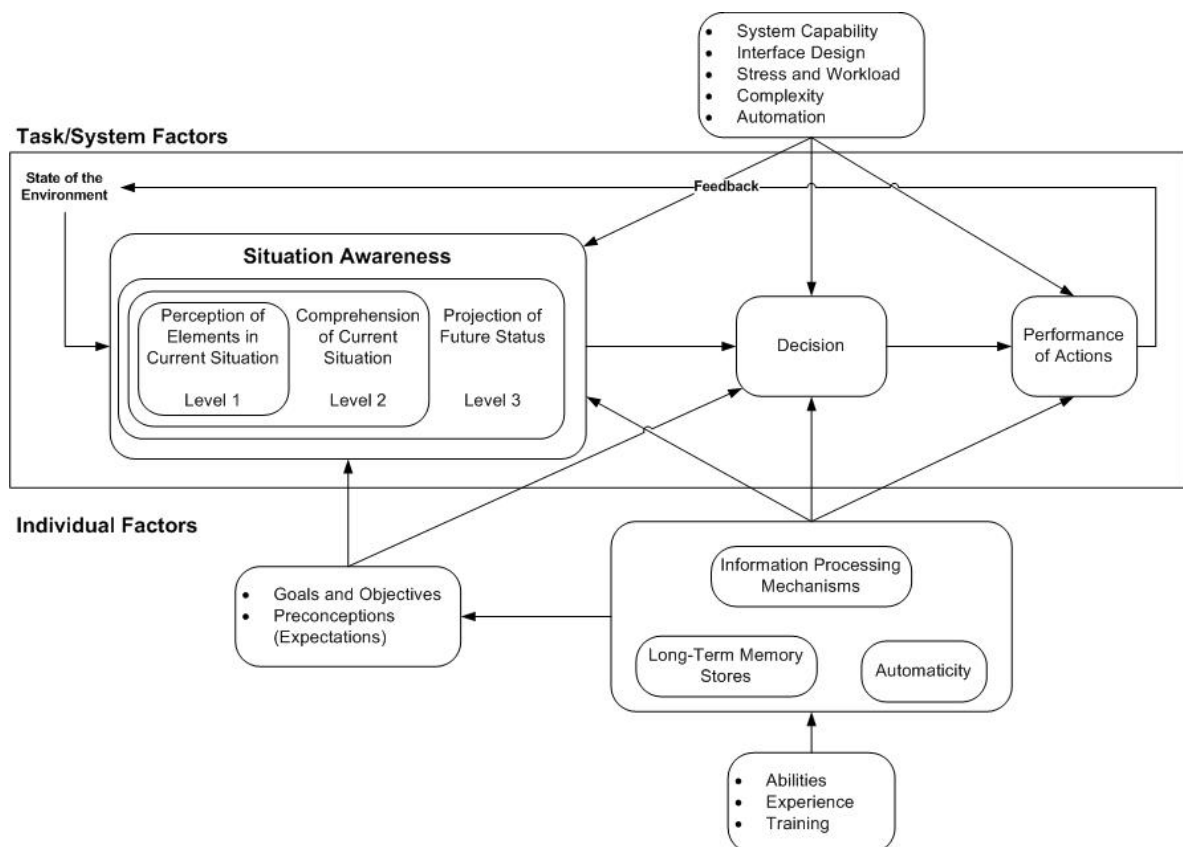 • System Capability
• Interface Design
• Stress and Workload
• Complexity
• Automation
Task/System Factors
State of the
Environment
Feedback
Situation Awareness
Perception of
Elements in
Current Situation
Level 1
Comprehension
of Current
Situation
Level 2
Projection of
Future Status
Level 3
Decision
Performance
of Actions
Individual Factors
• Goals and Objectives
• Preconceptions
(Expectations)
Information Processing
Mechanisms
Long-Term Memory
Stores
Automaticity
• Abilities
• Experience
• Training